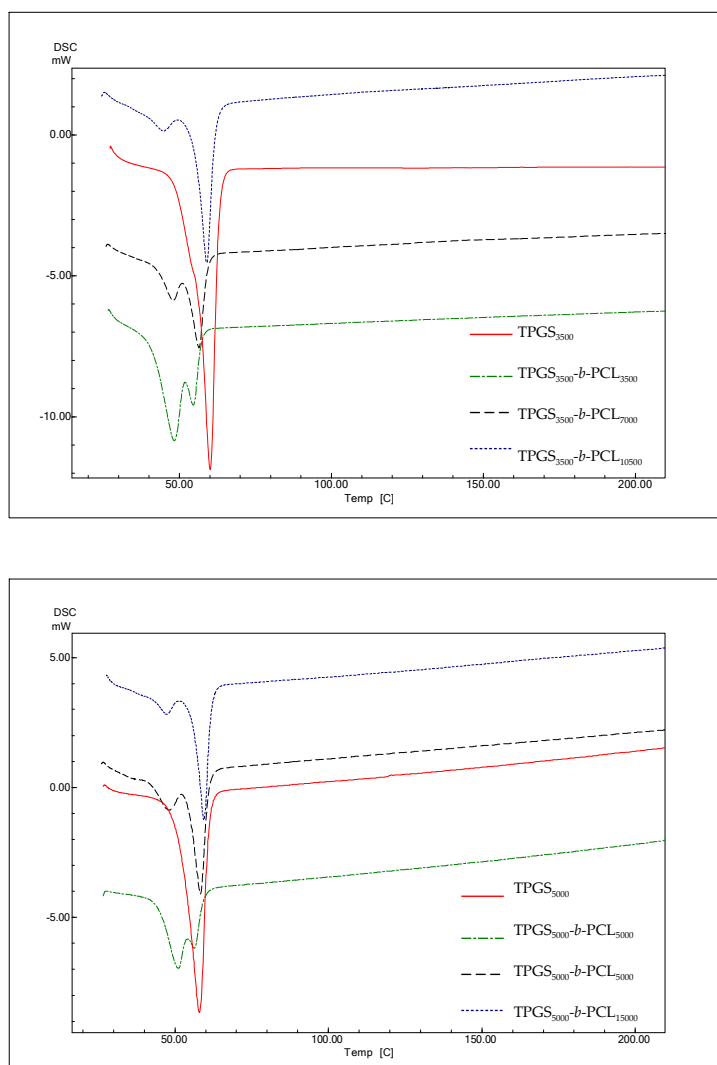 DSC
mW
0.00
-5.00
-10.00
50.00 100.00 150.00 200.00
Temp [C]
TPGS3500
TPGS3500-b-PCL3500
TPGS3500-b-PCL7000
TPGS3500-b-PCL10500
DSC
mW
5.00
0.00
-5.00
50.00 100.00 150.00 200.00
Temp [C]
TPGS5000
TPGS5000-b-PCL5000
TPGS5000-b-PCL5000
TPGS5000-b-PCL15000